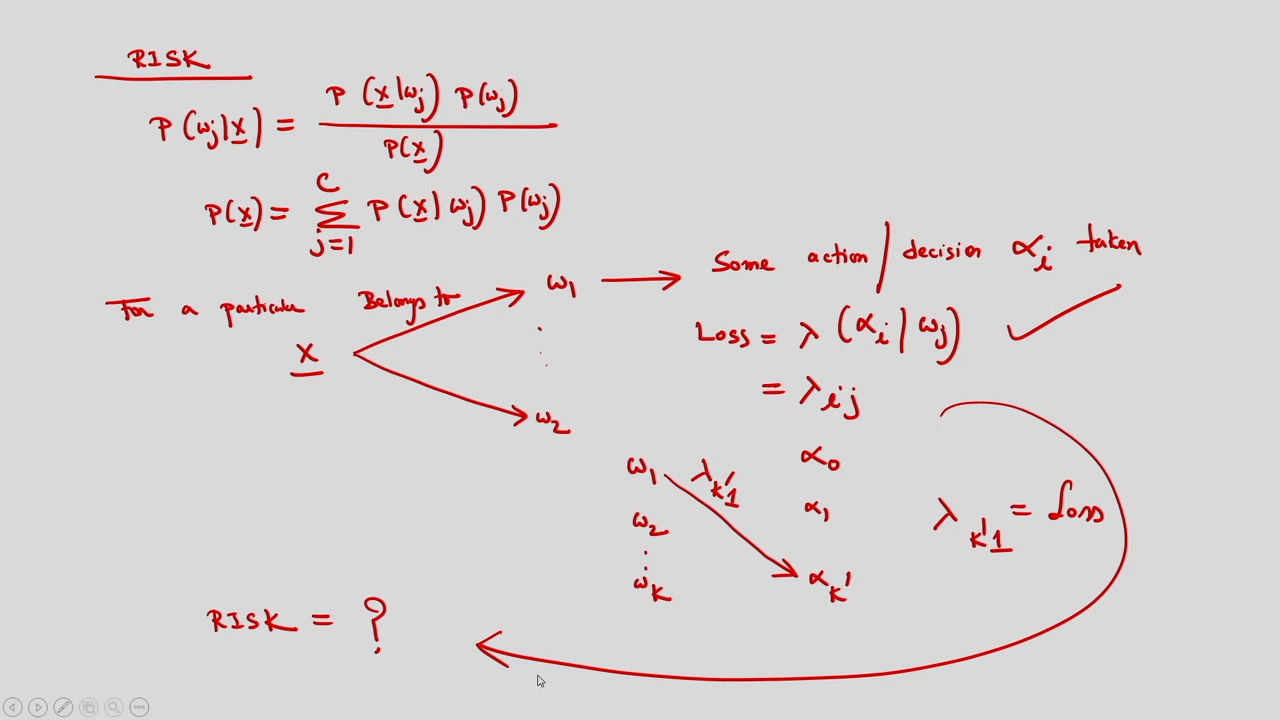 RISK
P(ωj|x) = P(x|ωj) P(ωj) / P(x)
P(x) = Σ_{j=1}^{C} P(x|ωj) P(ωj)
For a particular x Belongs to
ω1
⋮
ω2
Some action/decision αi taken
Loss = λ(αi|ωj)
= λij
ω1
ω2
⋮
ωk
λk'1
α0
α1
αk'
λk'1 = Loss
RISK = ?